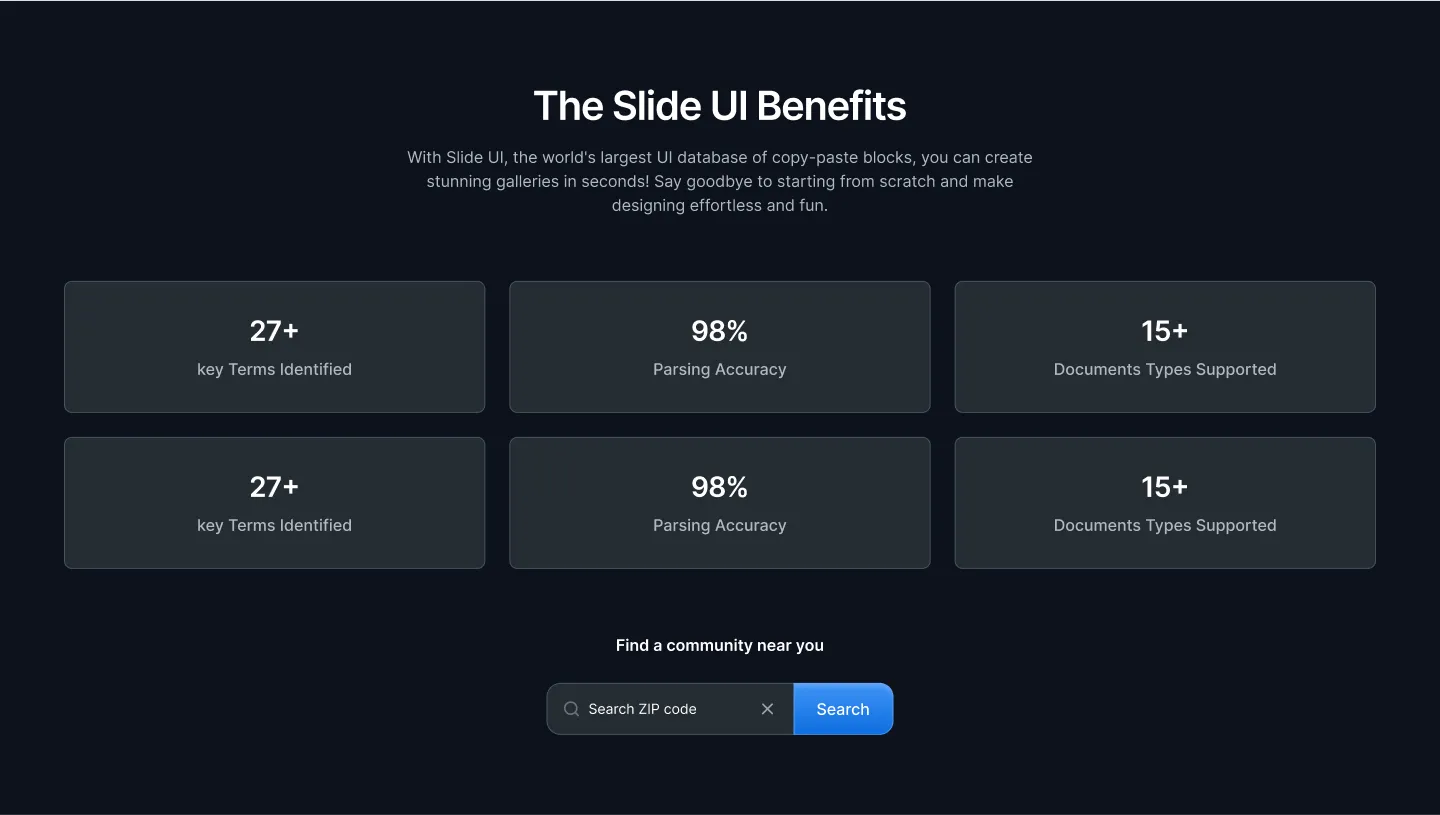 The Slide UI Benefits
With Slide UI, the world's largest UI database of copy-paste blocks, you can create
stunning galleries in seconds! Say goodbye to starting from scratch and make
designing effortless and fun.
27+
key Terms Identified
98%
Parsing Accuracy
15+
Documents Types Supported
27+
key Terms Identified
98%
Parsing Accuracy
15+
Documents Types Supported
Find a community near you
Search ZIP code
Search